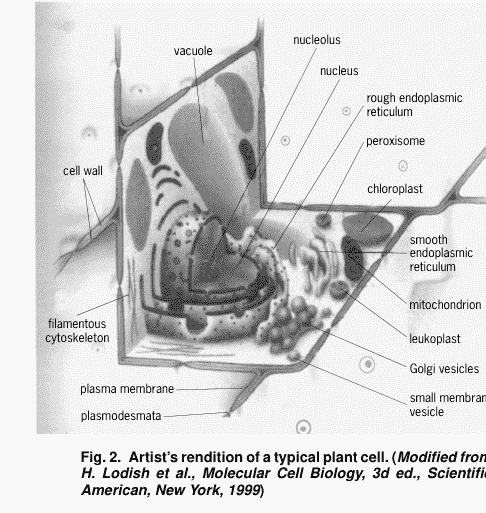 nucleolus
vacuole
nucleus
rough endoplasmic
reticulum
peroxisome
cell wall
chloroplast
smooth
endoplasmic
reticulum
mitochondrion
filamentous
cytoskeleton
leukoplast
Golgi vesicles
plasma membrane
small
vesicle
plasmodesmata
Fig. 2. Artist's rendition of a typical plant cell. (Modified from
H. Lodish et al., Molecular Cell Biology, 3d ed., Scientific
American, New York, 1999)